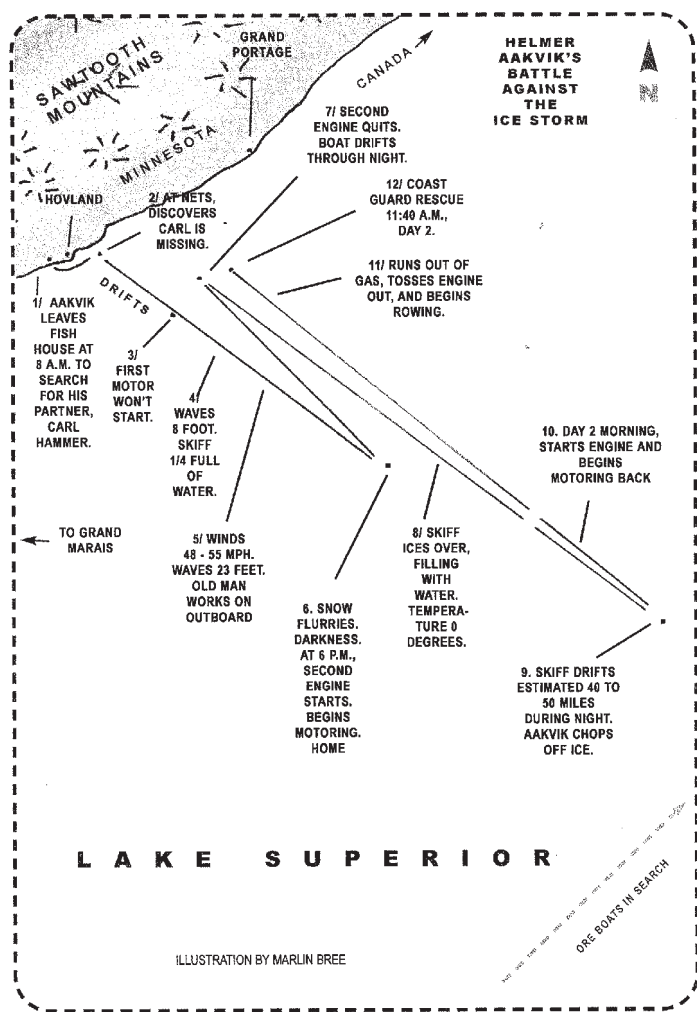 GRAND
PORTAGE
SAWTOOTH
MOUNTAINS
CANADA
HELMER
AAKVIK'S
BATTLE
AGAINST
THE
ICE STORM
N
MINNESOTA
HOVLAND
1/ AAKVIK
LEAVES
FISH
HOUSE AT
8 A.M. TO
SEARCH
FOR HIS
PARTNER,
CARL
HAMMER.
2/ AT NETS,
DISCOVERS
CARL IS
MISSING.
DRIFTS
3/
FIRST
MOTOR
WON'T
START.
4/
WAVES
8 FOOT.
SKIFF
1/4 FULL
OF
WATER.
5/ WINDS
48 - 55 MPH.
WAVES 23 FEET.
OLD MAN
WORKS ON
OUTBOARD
6. SNOW
FLURRIES.
DARKNESS.
AT 6 P.M.,
SECOND
ENGINE
STARTS.
BEGINS
MOTORING.
HOME
7/ SECOND
ENGINE QUITS.
BOAT DRIFTS
THROUGH NIGHT.
8/ SKIFF
ICES OVER,
FILLING
WITH
WATER.
TEMPERA-
TURE 0
DEGREES.
9. SKIFF DRIFTS
ESTIMATED 40 TO
50 MILES
DURING NIGHT.
AAKVIK CHOPS
OFF ICE.
10. DAY 2 MORNING,
STARTS ENGINE AND
BEGINS
MOTORING BACK
11/ RUNS OUT OF
GAS, TOSSES ENGINE
OUT, AND BEGINS
ROWING.
12/ COAST
GUARD RESCUE
11:40 A.M.,
DAY 2.
TO GRAND
MARAIS
LAKE SUPERIOR
ORE BOATS IN SEARCH
ILLUSTRATION BY MARLIN BREE